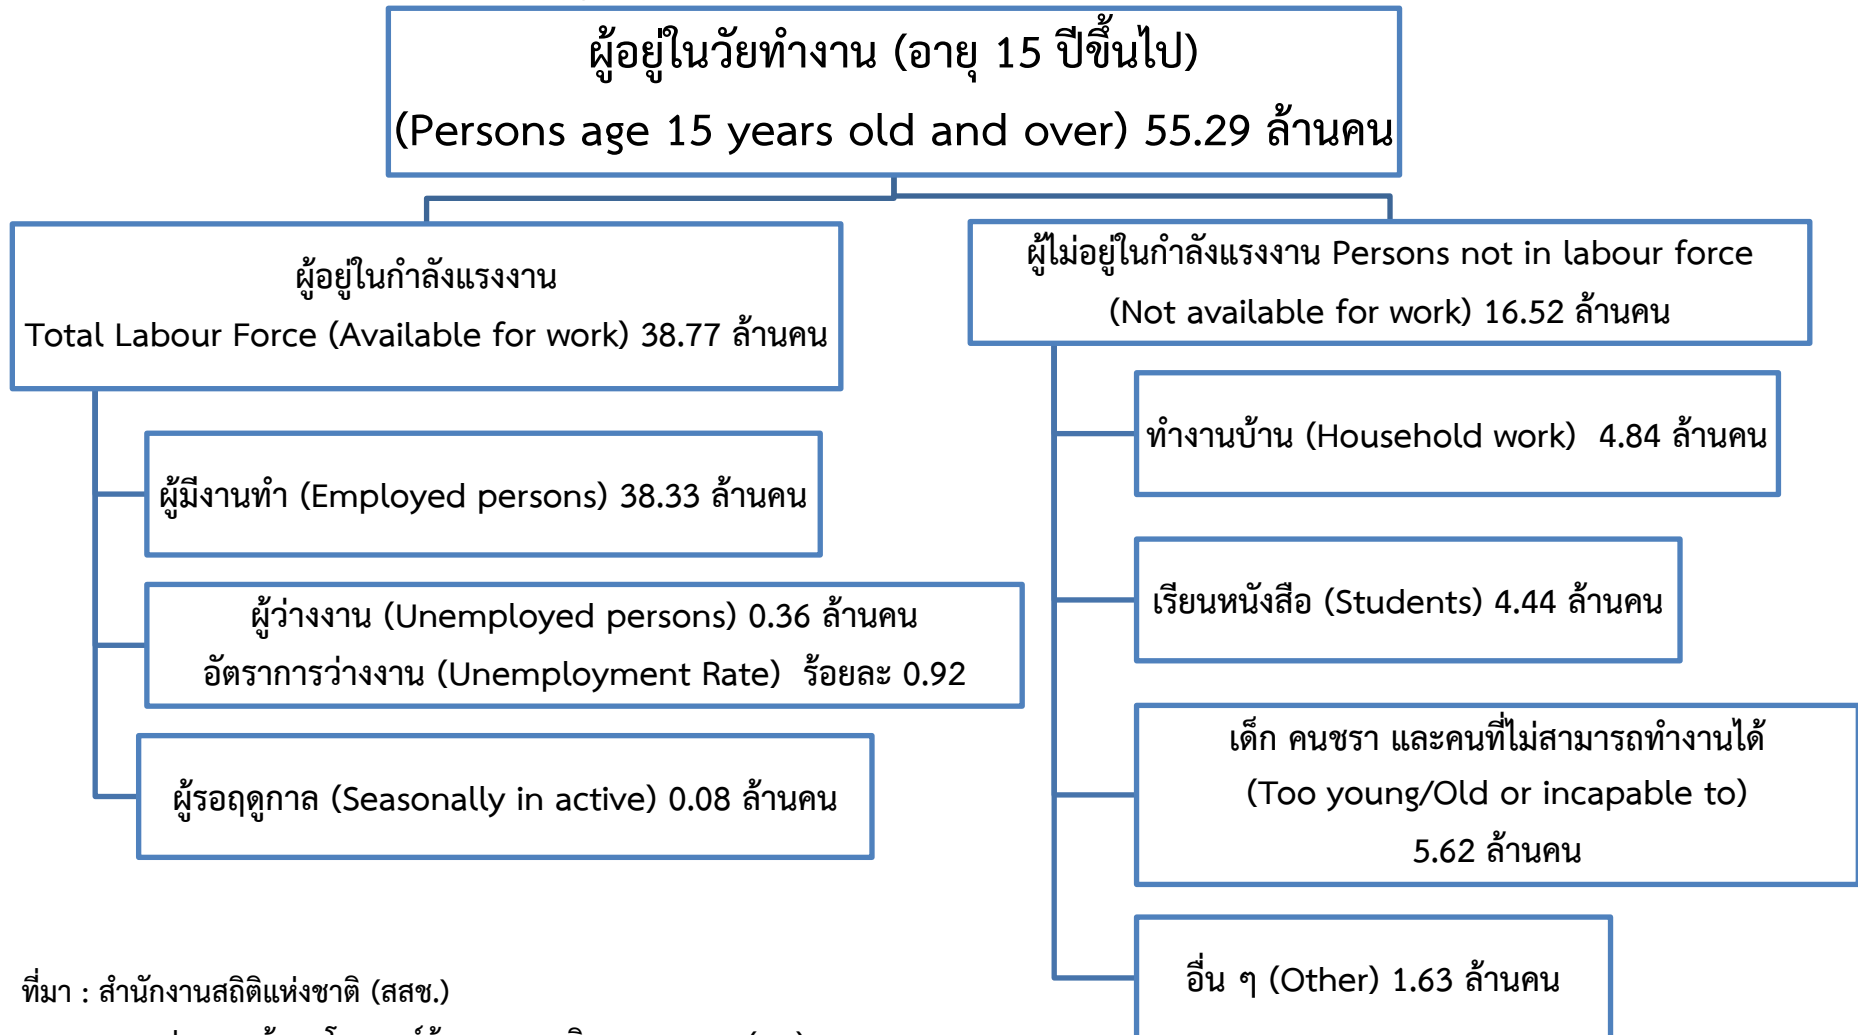 ผู้อยู่ในวัยทำงาน (อายุ 15 ปีขึ้นไป)
(Persons age 15 years old and over) 55.29 ล้านคน
ผู้อยู่ในกำลังแรงงาน
Total Labour Force (Available for work) 38.77 ล้านคน
ผู้มีงานทำ (Employed persons) 38.33 ล้านคน
ผู้ว่างงาน (Unemployed persons) 0.36 ล้านคน
อัตราการว่างงาน (Unemployment Rate) ร้อยละ 0.92
ผู้รอฤดูกาล (Seasonally in active) 0.08 ล้านคน
ผู้ไม่อยู่ในกำลังแรงงาน Persons not in labour force
(Not available for work) 16.52 ล้านคน
ทำงานบ้าน (Household work) 4.84 ล้านคน
เรียนหนังสือ (Students) 4.44 ล้านคน
เด็ก คนชรา และคนที่ไม่สามารถทำงานได้
(Too young/Old or incapable to)
5.62 ล้านคน
อื่น ๆ (Other) 1.63 ล้านคน
ที่มา : สำนักงานสถิติแห่งชาติ (สสช.)